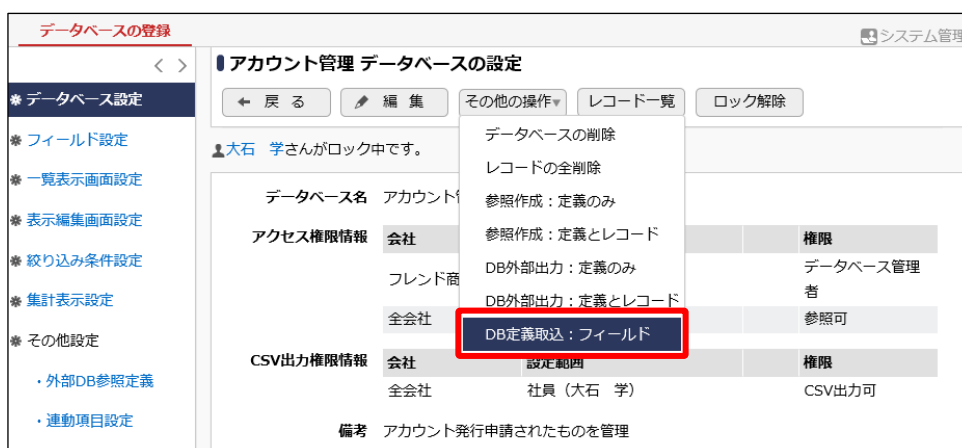 データベースの登録
システム管理
< >
アカウント管理 データベースの設定
データベース設定
戻 る
編 集
その他の操作▾
レコード一覧
ロック解除
フィールド設定
大石 学さんがロック中です。
データベースの削除
レコードの全削除
一覧表示画面設定
データベース名
アカウント
参照作成:定義のみ
表示編集画面設定
アクセス権限情報
会社
参照作成:定義とレコード
権限
絞り込み条件設定
フレンド商
DB外部出力:定義のみ
データベース管理
者
集計表示設定
DB外部出力:定義とレコード
全会社
参照可
その他設定
DB定義取込:フィールド
CSV出力権限情報
会社
設定範囲
権限
・外部DB参照定義
全会社
社員(大石 学)
CSV出力可
・連動項目設定
備考
アカウント発行申請されたものを管理